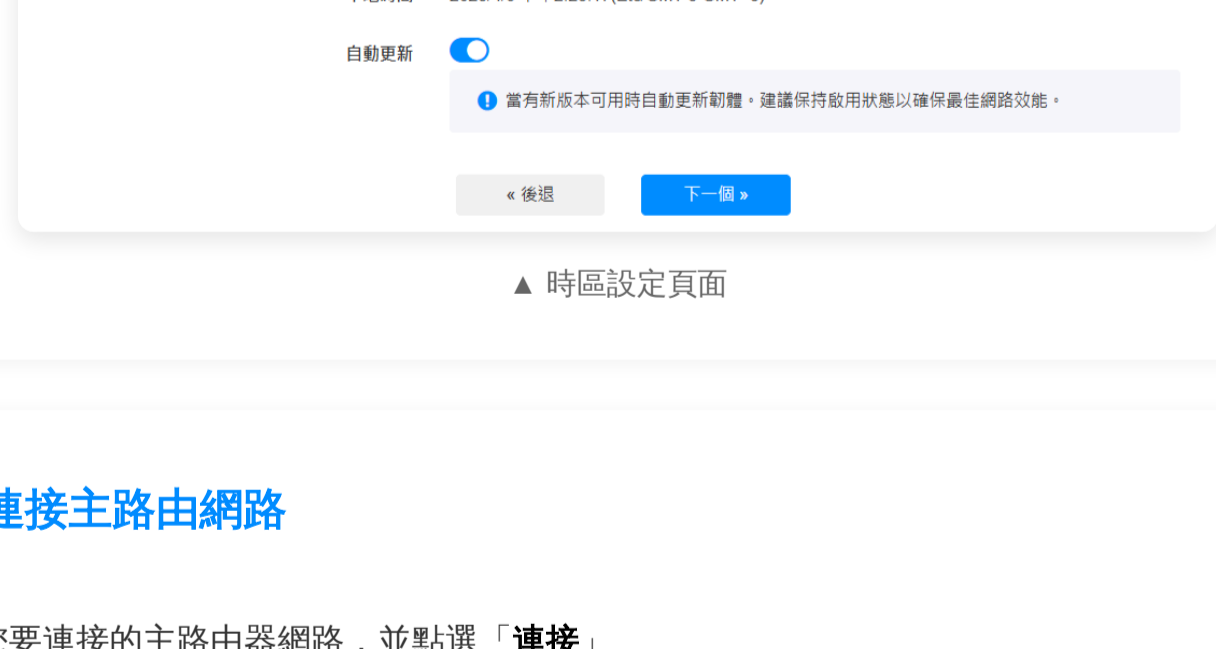 自動更新
當有新版本可用時自動更新韌體。建議保持啟用狀態以確保最佳網路效能。
« 後退
下一個 »
▲ 時區設定頁面
連接主路由網路
要連接的主路由器網路，並點選「連接」